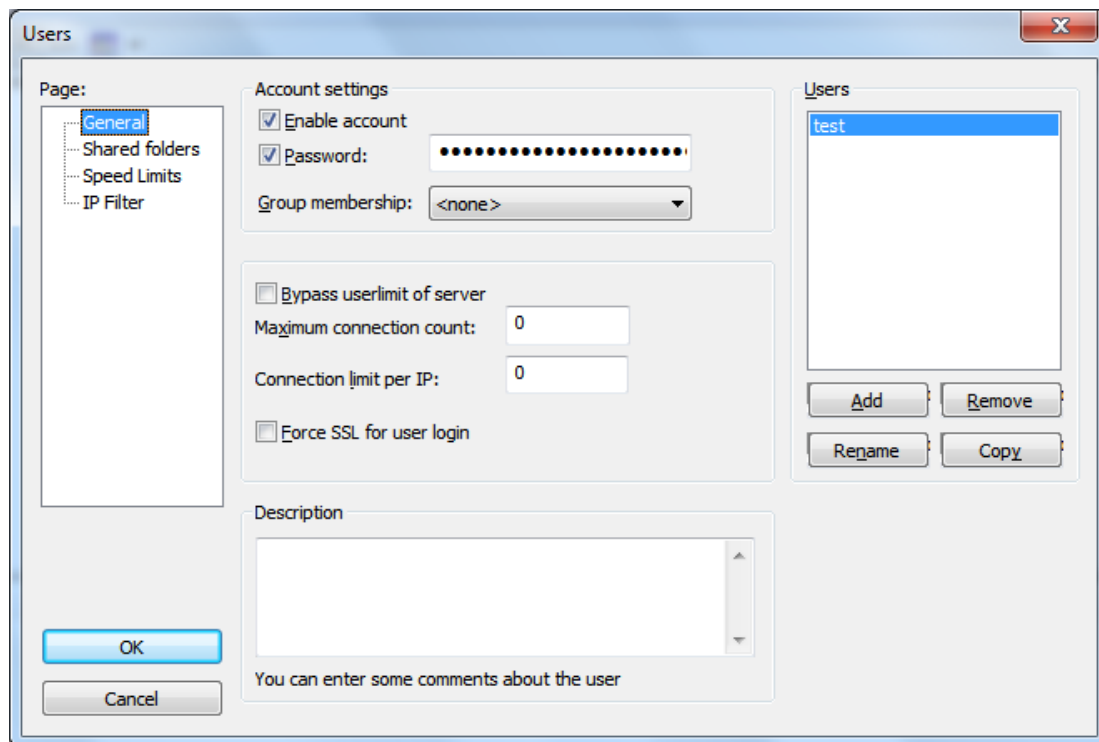 Users
Page:
General
Shared folders
Speed Limits
IP Filter
OK
Cancel
Account settings
Enable account
Password: ••••••••••••••••••••••
Group membership: <none>
Bypass userlimit of server
Maximum connection count: 0
Connection limit per IP: 0
Force SSL for user login
Description
You can enter some comments about the user
Users
test
Add Remove
Rename Copy